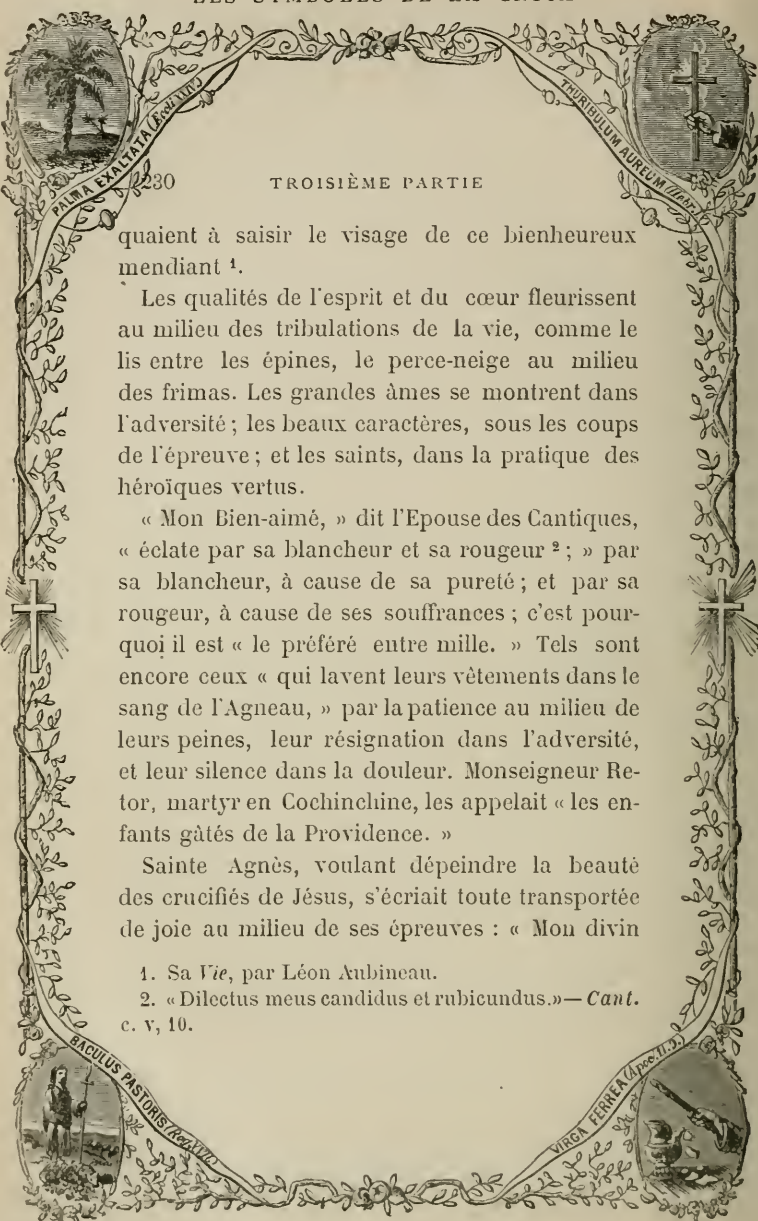 PALMA EXALTATA (Eccli XXIV)
THURIBULUM AUREUM
230 TROISIÈME PARTIE
quaient à saisir le visage de ce bienheureux
mendiant ¹.
Les qualités de l'esprit et du cœur fleurissent
au milieu des tribulations de la vie, comme le
lis entre les épines, le perce-neige au milieu
des frimas. Les grandes âmes se montrent dans
l'adversité ; les beaux caractères, sous les coups
de l'épreuve ; et les saints, dans la pratique des
héroïques vertus.
« Mon Bien-aimé, » dit l'Epouse des Cantiques,
« éclate par sa blancheur et sa rougeur ² ; » par
sa blancheur, à cause de sa pureté ; et par sa
rougeur, à cause de ses souffrances ; c'est pour-
quoi il est « le préféré entre mille. » Tels sont
encore ceux « qui lavent leurs vêtements dans le
sang de l'Agneau, » par la patience au milieu de
leurs peines, leur résignation dans l'adversité,
et leur silence dans la douleur. Monseigneur Re-
tor, martyr en Cochinchine, les appelait « les en-
fants gâtés de la Providence. »
Sainte Agnès, voulant dépeindre la beauté
des crucifiés de Jésus, s'écriait toute transportée
de joie au milieu de ses épreuves : « Mon divin
1. Sa Vie, par Léon Aubineau.
2. « Dilectus meus candidus et rubicundus. » — Cant.
c. v, 10.
BACULUS PASTORIS
VIRGA FERREA (Apoc. II.)